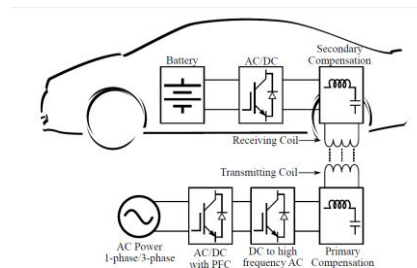 Secondary
Compensation
Battery
AC/DC
Receiving Coil
Transmitting Coil
AC Power
1-phase/3-phase
AC/DC
with PFC
DC to high
frequency AC
Primary
Compensation